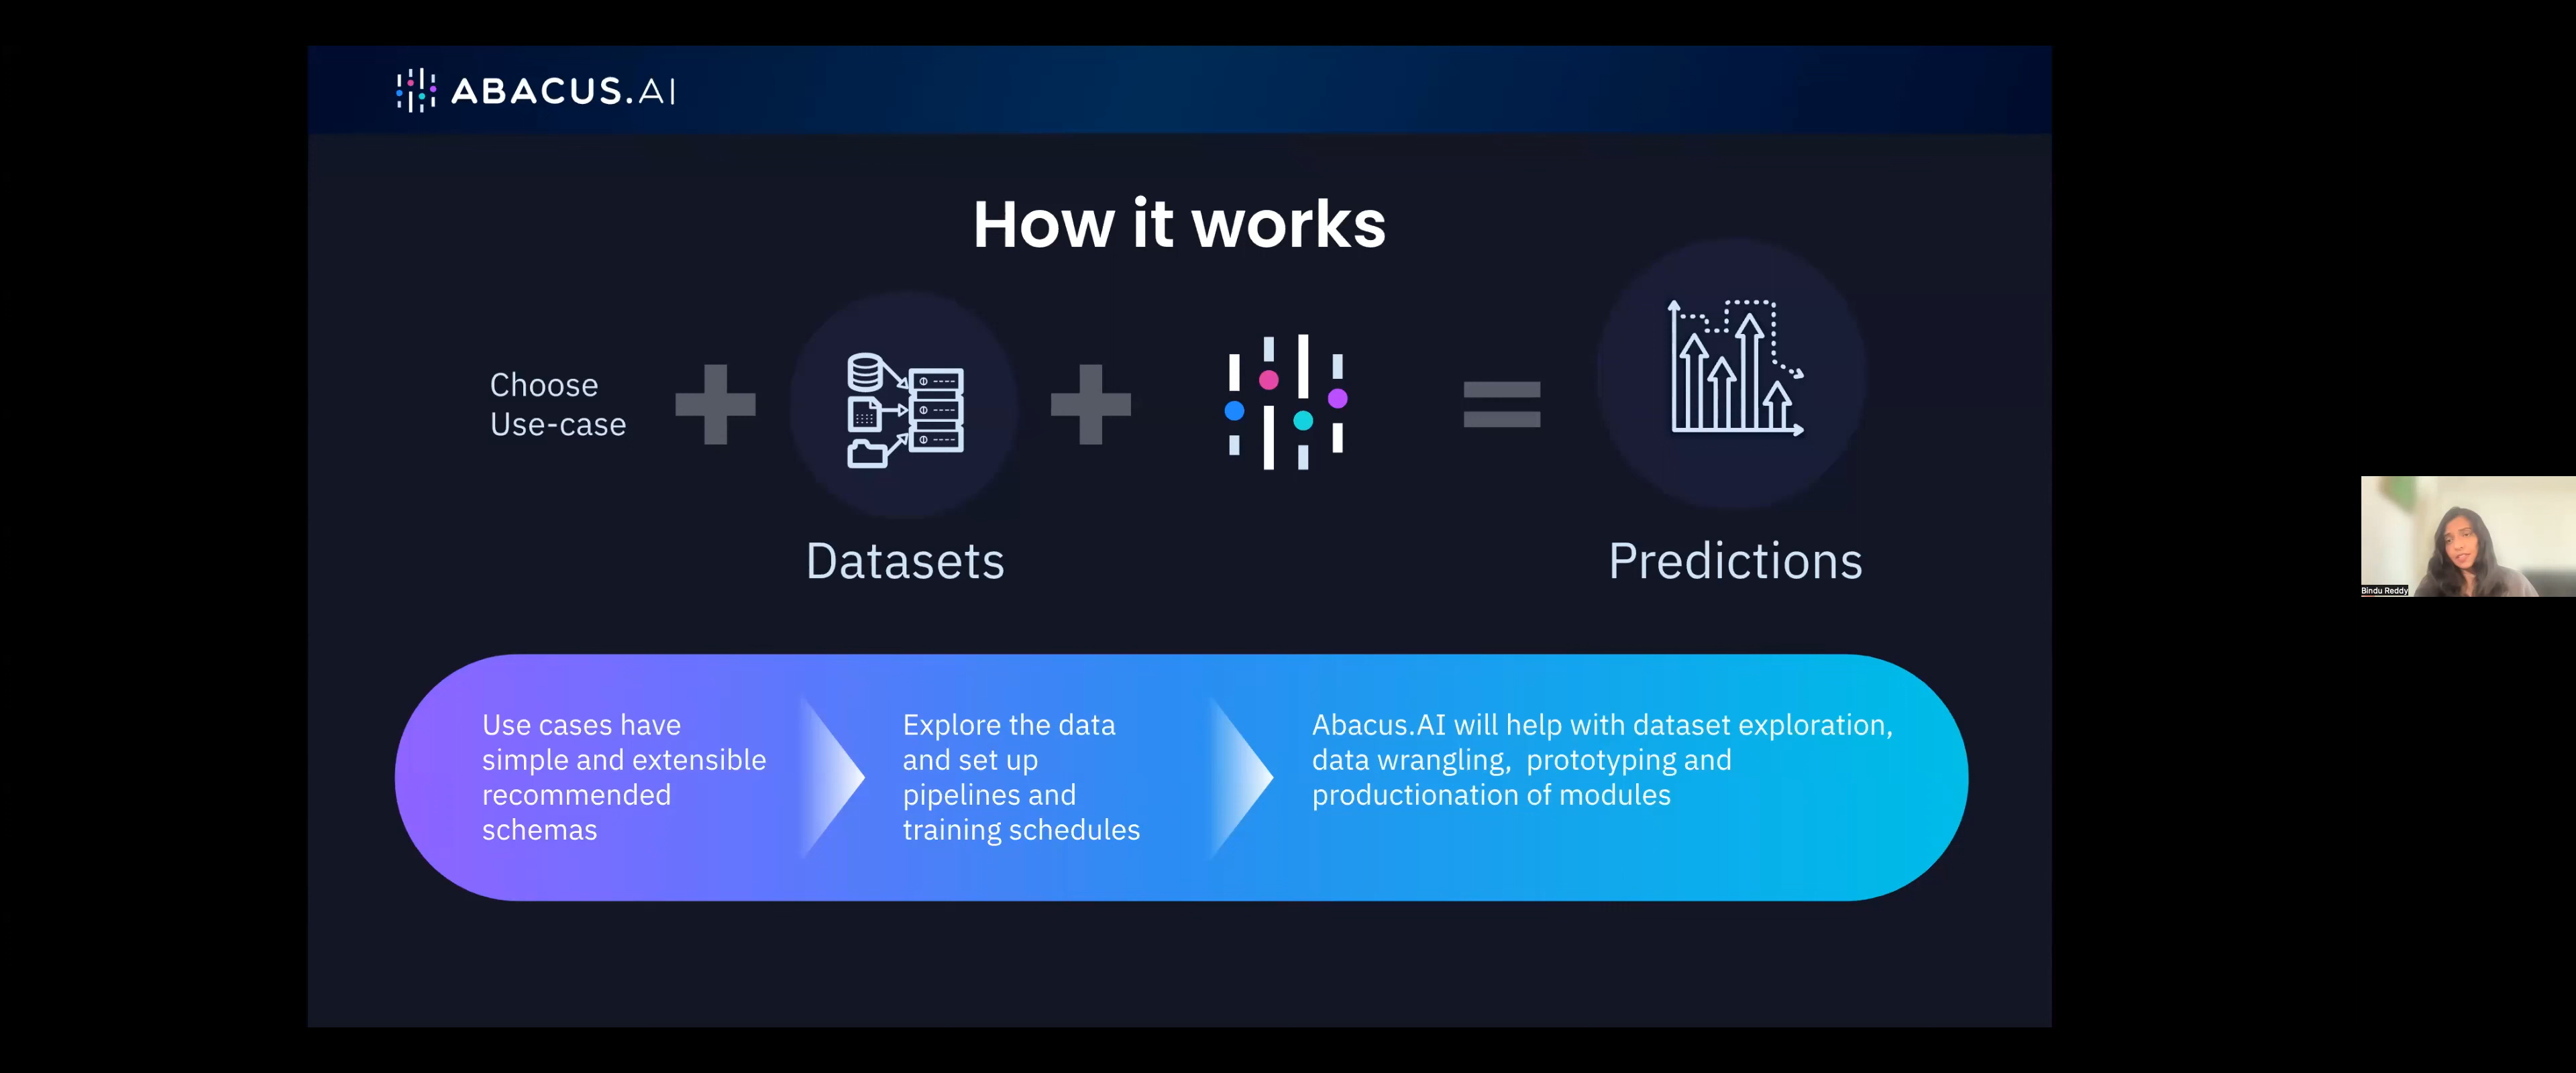 ABACUS.AI
How it works
Choose
Use-case
Datasets
Predictions
Use cases have
simple and extensible
recommended
schemas
Explore the data
and set up
pipelines and
training schedules
Abacus.AI will help with dataset exploration,
data wrangling,  prototyping and
productionation of modules
Bindu Reddy